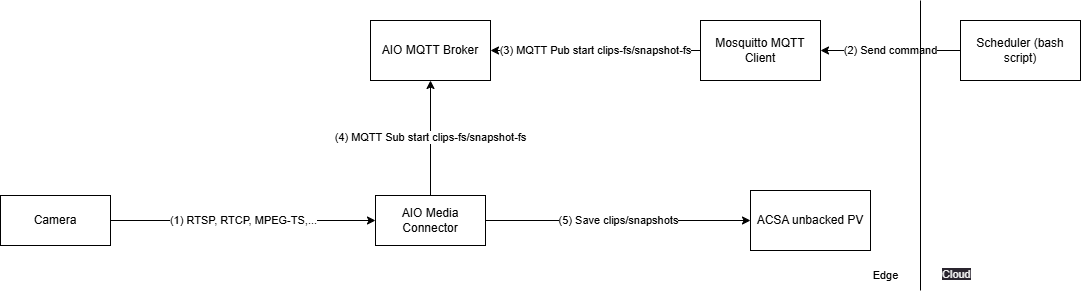 AIO MQTT Broker
(3) MQTT Pub start clips-fs/snapshot-fs
Mosquitto MQTT
Client
(2) Send command
Scheduler (bash
script)
(4) MQTT Sub start clips-fs/snapshot-fs
Camera
(1) RTSP, RTCP, MPEG-TS,...
AIO Media
Connector
(5) Save clips/snapshots
ACSA unbacked PV
Edge
Cloud